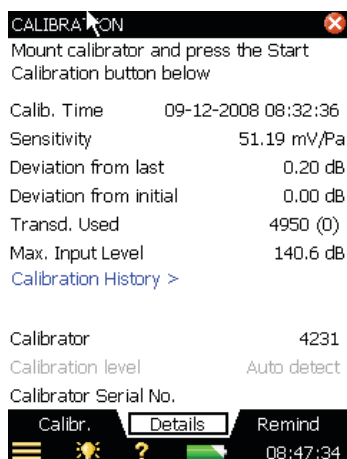 CALIBRATION
Mount calibrator and press the Start
Calibration button below
Calib. Time 09-12-2008 08:32:36
Sensitivity 51.19 mV/Pa
Deviation from last 0.20 dB
Deviation from initial 0.00 dB
Transd. Used 4950 (0)
Max. Input Level 140.6 dB
Calibration History >
Calibrator 4231
Calibration level Auto detect
Calibrator Serial No.
Calibr. Details Remind
? 08:47:34